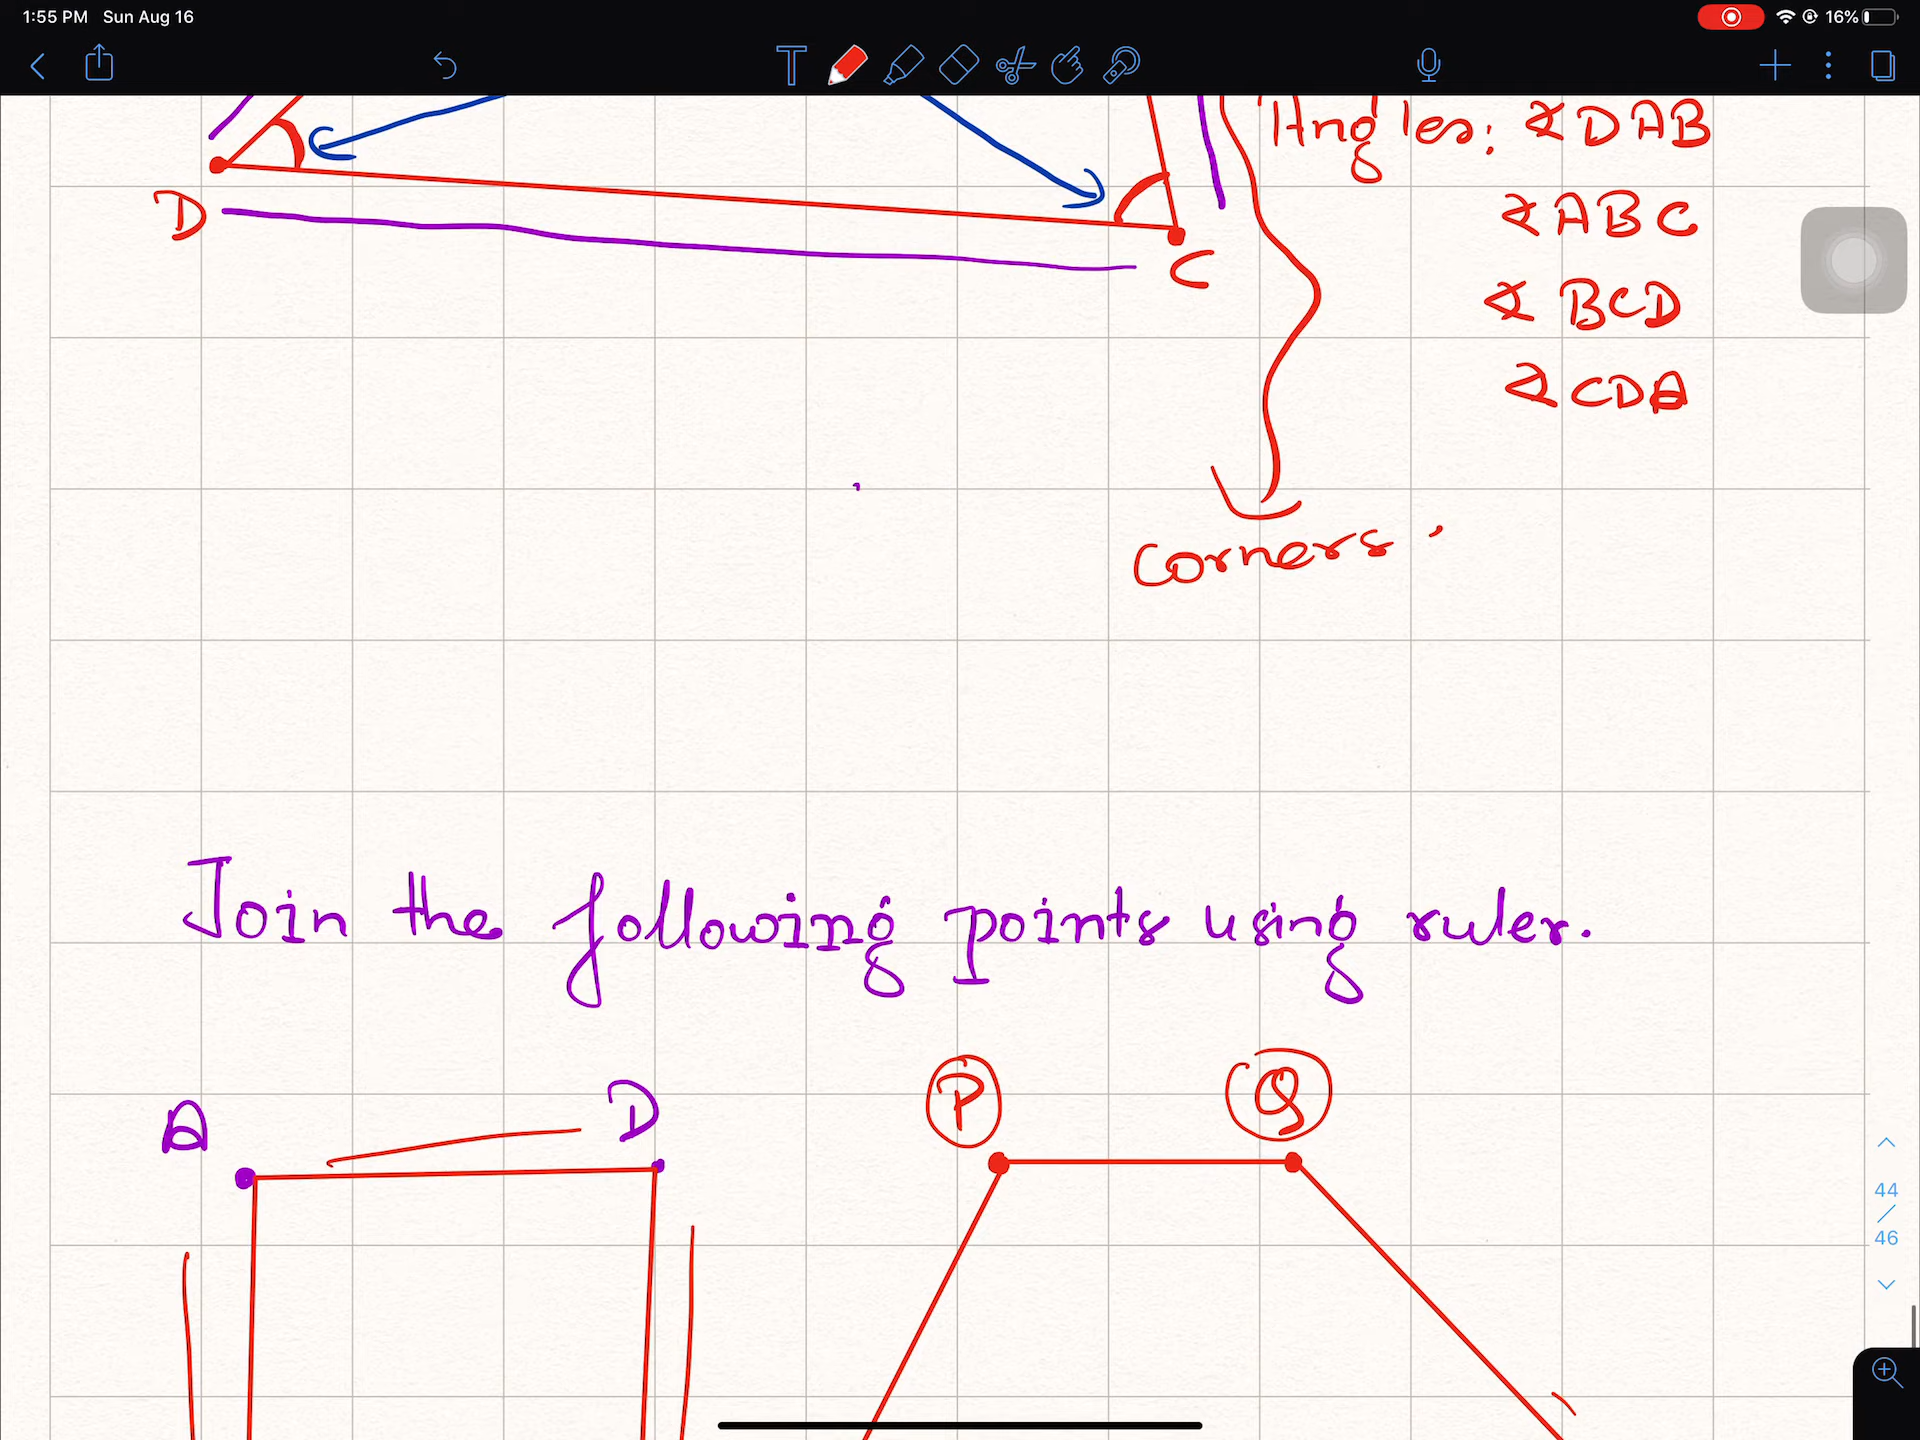 1:55 PM Sun Aug 16
16%
T
Angles: ∡DAB
∡ABC
∡BCD
∡CDA
D
C
Corners.
Join the following points using ruler.
A
D
P
Q
44
/
46